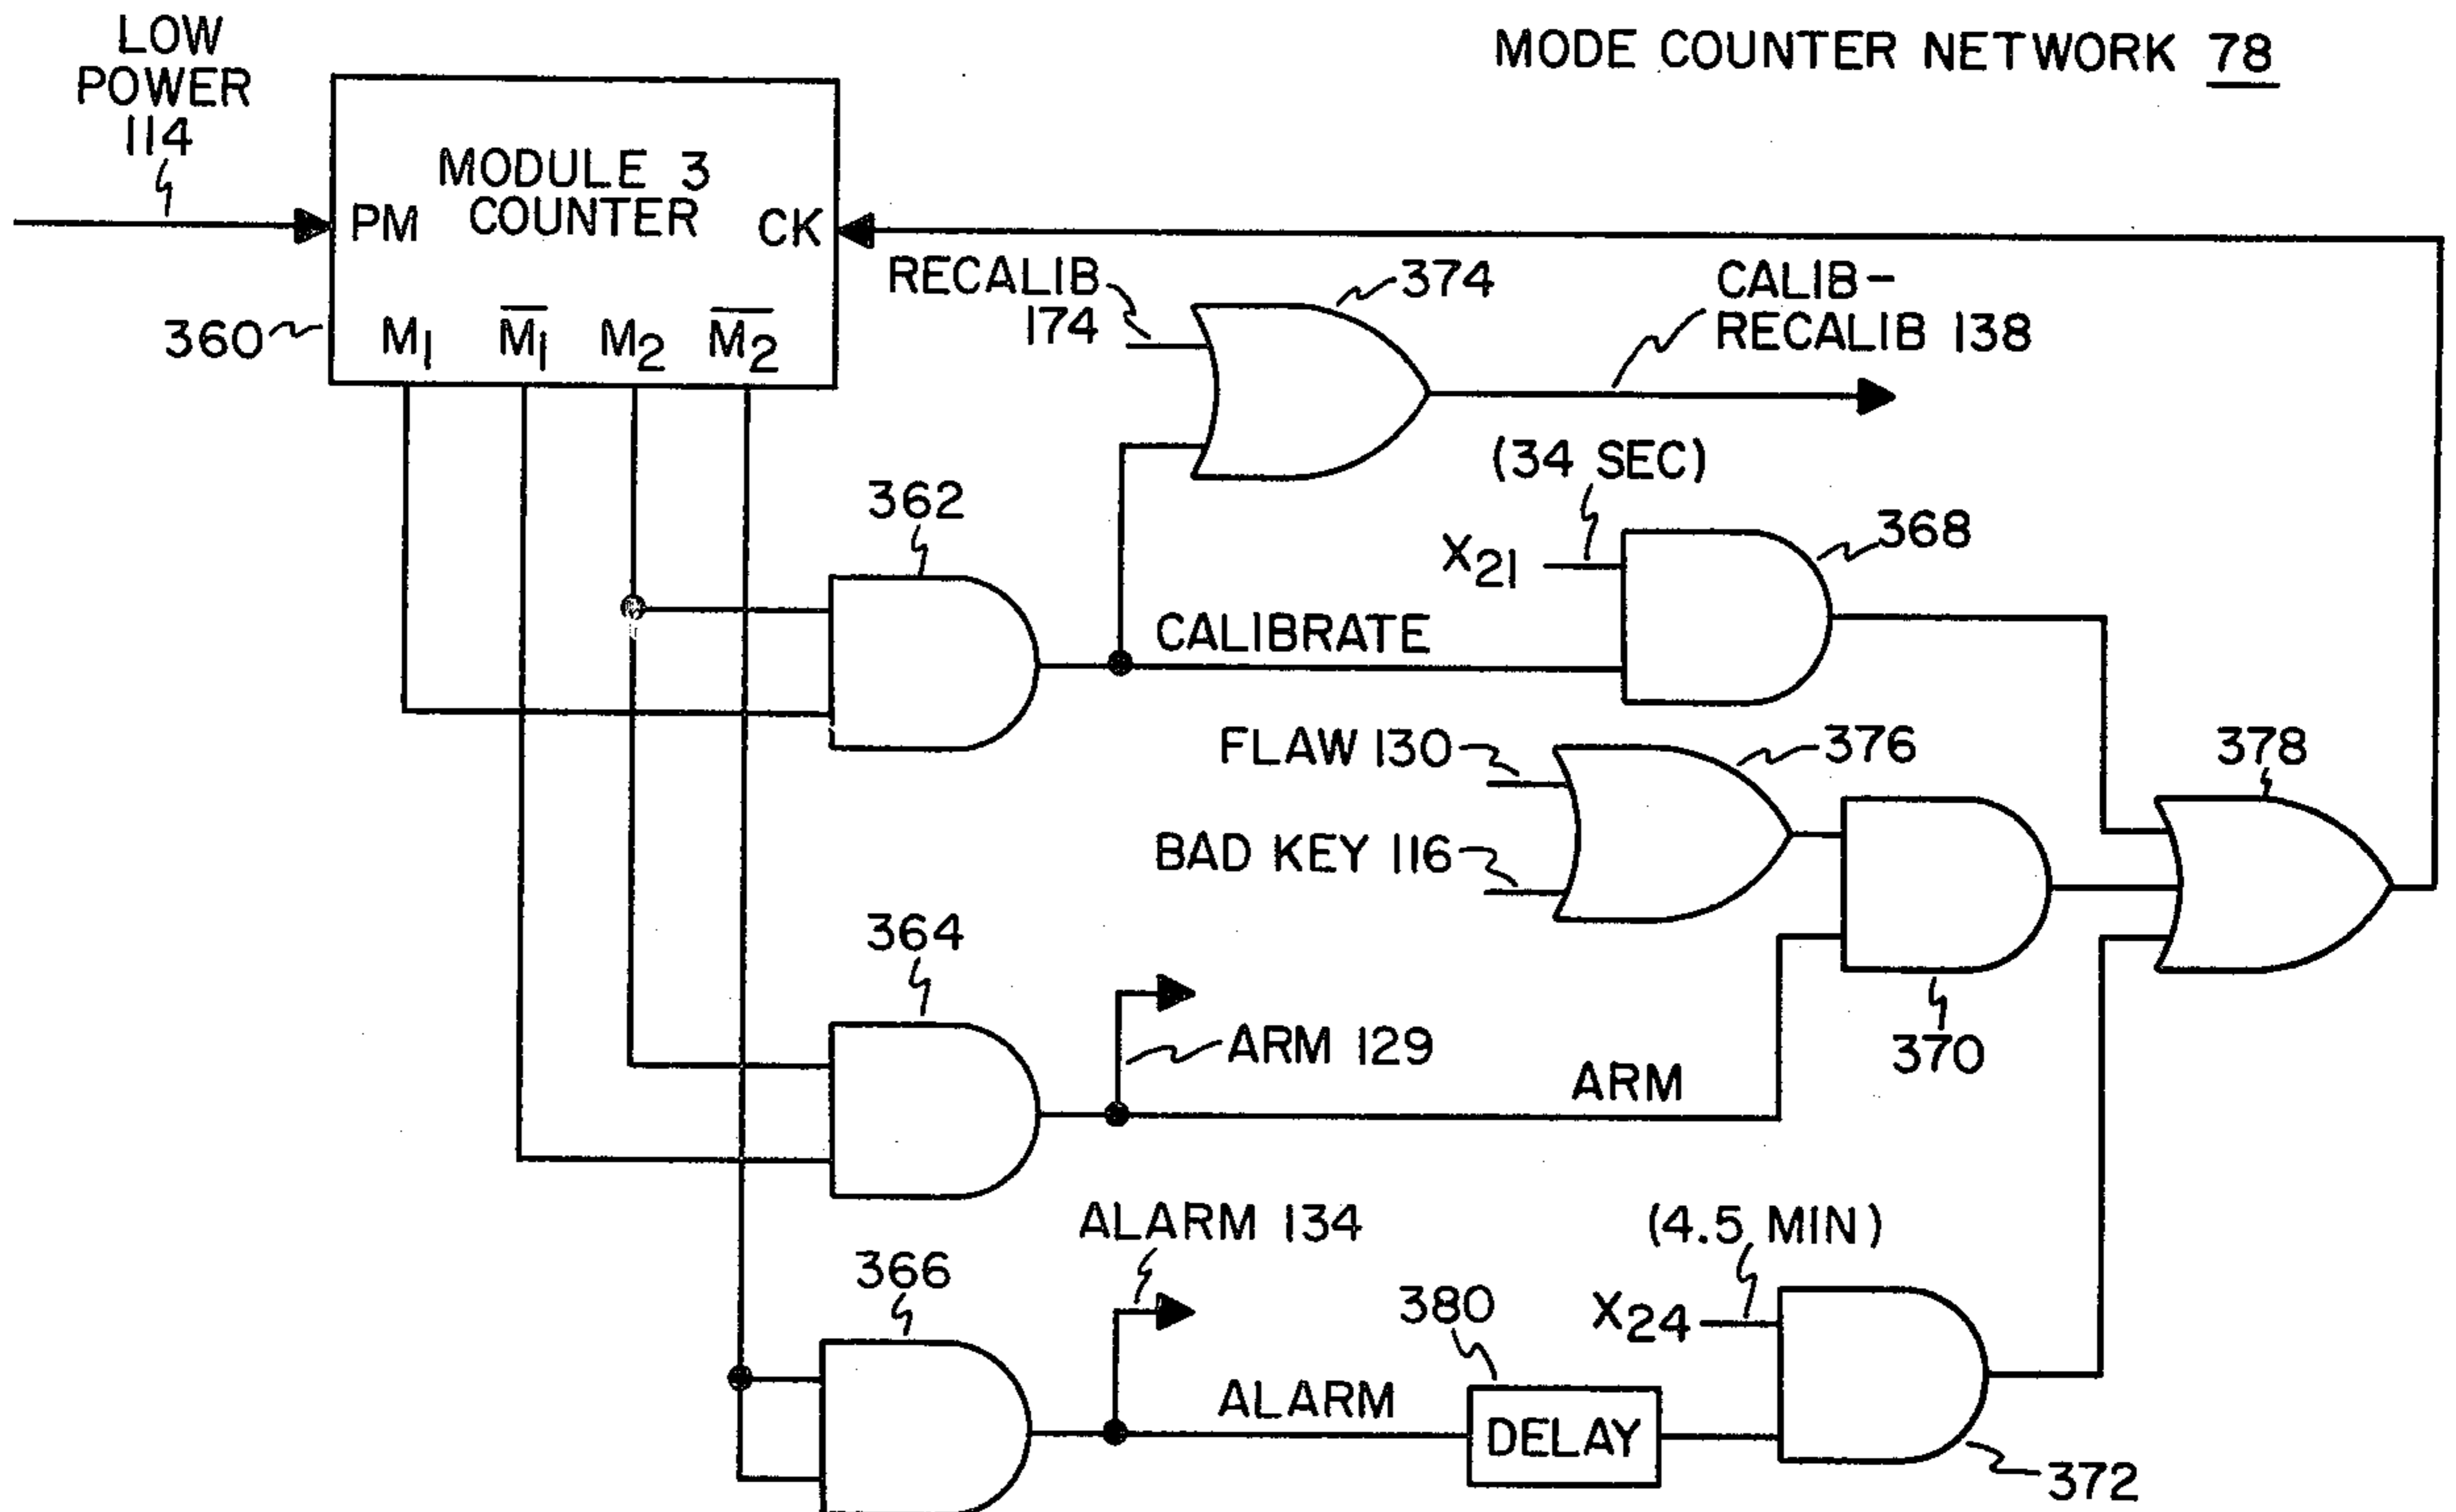 LOW
POWER
114
MODE COUNTER NETWORK 78
MODULE 3
COUNTER
PM
CK
M1
M̅1
M2
M̅2
360
RECALIB
174
374
CALIB-
RECALIB 138
(34 SEC)
362
X21
368
CALIBRATE
FLAW 130
376
378
BAD KEY 116
364
370
ARM 129
ARM
ALARM 134
(4.5 MIN)
366
380
X24
ALARM
DELAY
372